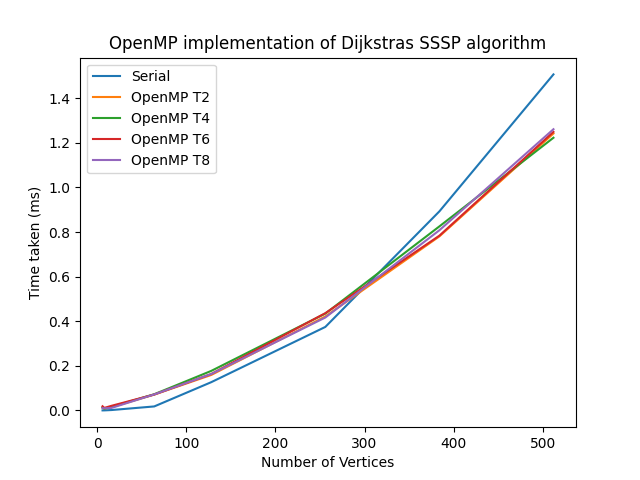 OpenMP implementation of Dijkstras SSSP algorithm
Serial
OpenMP T2
OpenMP T4
OpenMP T6
OpenMP T8
Time taken (ms)
1.4
1.2
1.0
0.8
0.6
0.4
0.2
0.0
0 100 200 300 400 500
Number of Vertices